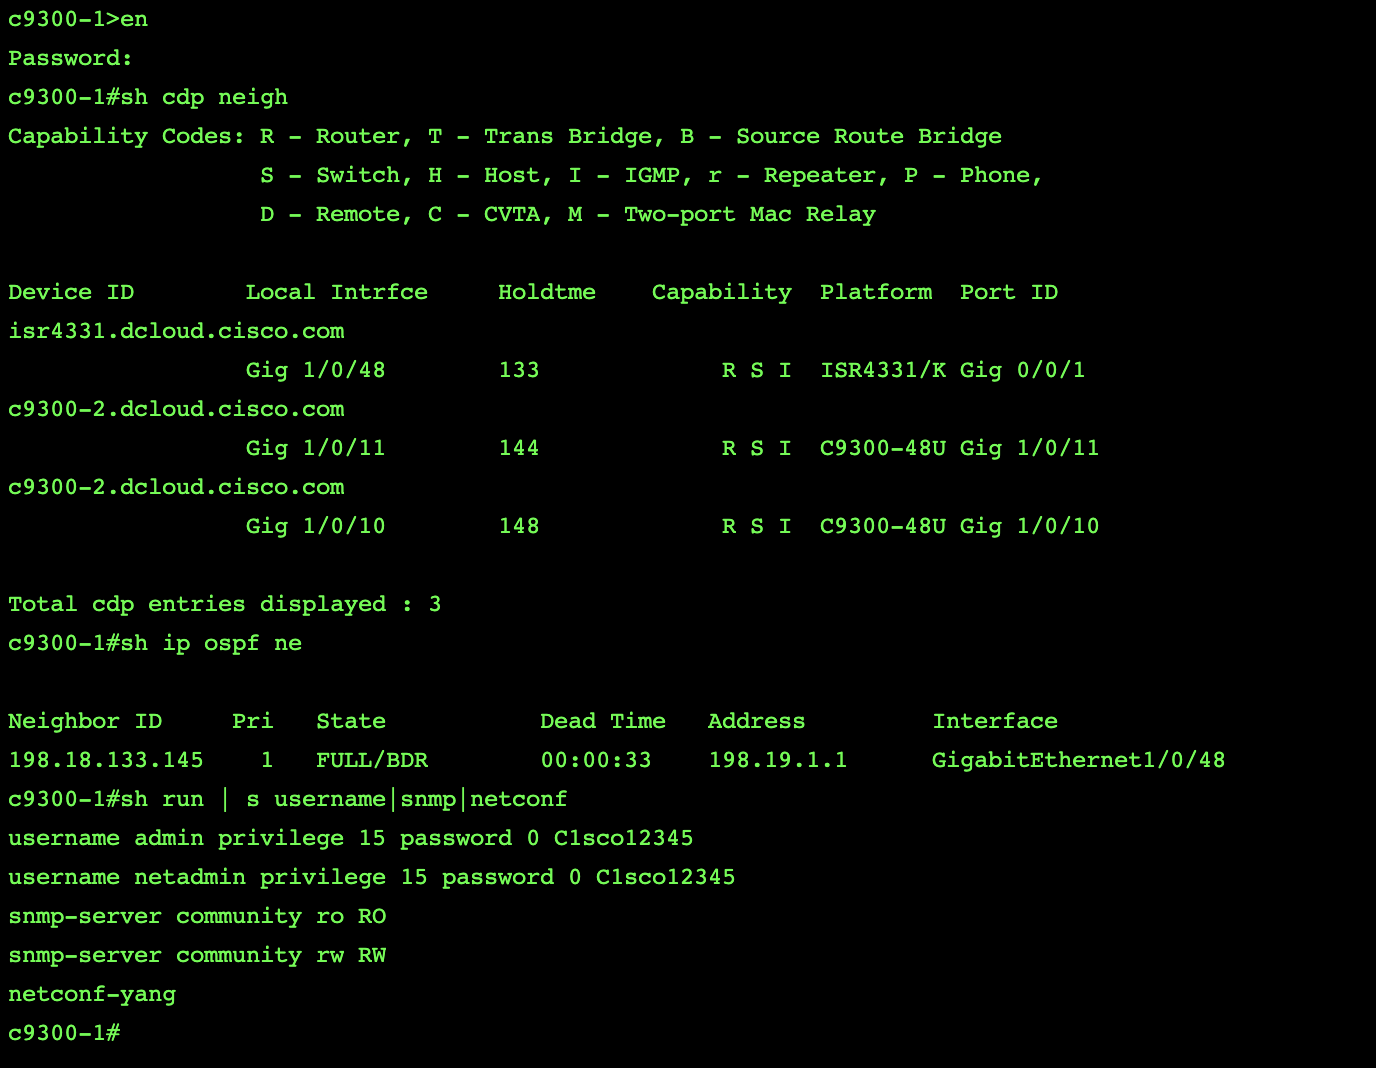 c9300-1>en
Password:
c9300-1#sh cdp neigh
Capability Codes: R - Router, T - Trans Bridge, B - Source Route Bridge
                  S - Switch, H - Host, I - IGMP, r - Repeater, P - Phone,
                  D - Remote, C - CVTA, M - Two-port Mac Relay

Device ID        Local Intrfce     Holdtme    Capability  Platform  Port ID
isr4331.dcloud.cisco.com
                 Gig 1/0/48        133             R S I  ISR4331/K Gig 0/0/1
c9300-2.dcloud.cisco.com
                 Gig 1/0/11        144             R S I  C9300-48U Gig 1/0/11
c9300-2.dcloud.cisco.com
                 Gig 1/0/10        148             R S I  C9300-48U Gig 1/0/10

Total cdp entries displayed : 3
c9300-1#sh ip ospf ne

Neighbor ID     Pri   State           Dead Time   Address         Interface
198.18.133.145    1   FULL/BDR        00:00:33    198.19.1.1      GigabitEthernet1/0/48
c9300-1#sh run | s username|snmp|netconf
username admin privilege 15 password 0 C1sco12345
username netadmin privilege 15 password 0 C1sco12345
snmp-server community ro RO
snmp-server community rw RW
netconf-yang
c9300-1#